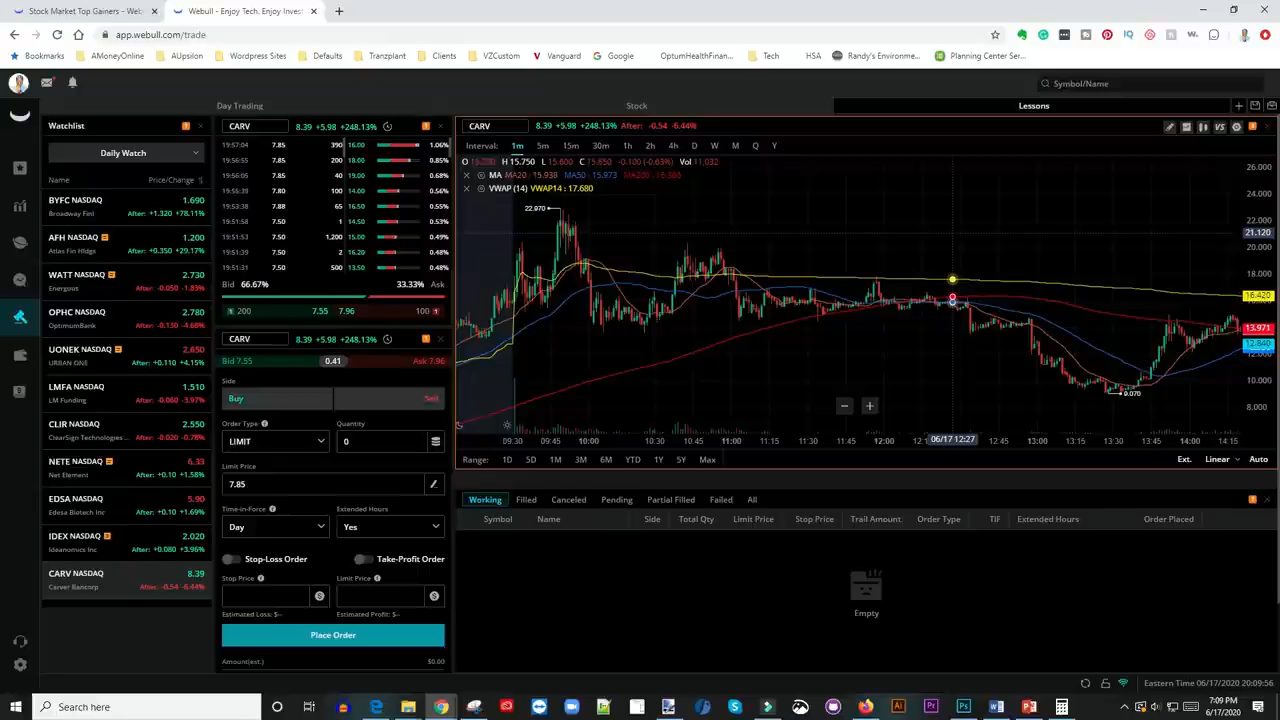 Stock Market Top Gainers - Webu
Webull - Enjoy Tech. Enjoy Inves
app.webull.com/trade
Bookmarks
AMoneyOnline
AUpsilon
Wordpress Sites
Divi
Tranzplant
Clients
VZCustom
Vanguard
Google
OptumHealthFinan...
Tech
HSA
Randy's Environme...
Planning Center Ser...
Symbol/Name
Day Trading
Stock
Lessons
Watchlist
Daily Watch
Name
Price/Change
BYFC NASDAQ 1.690
Broadway Finl After: +1.320 +78.11%
AFH NASDAQ 1.200
Atlas Fin Hldgs After: +0.350 +29.17%
WATT NASDAQ 2.730
Energous After: -0.050 -1.83%
OPHC NASDAQ 2.780
OptimumBank After: -0.130 -4.66%
UONEK NASDAQ 2.650
URBAN ONE After: +0.110 +4.15%
LMFA NASDAQ 1.510
LM Funding After: -0.060 -3.97%
CLIR NASDAQ 2.550
ClearSign Technologies ... After: -0.020 -0.78%
NETE NASDAQ 6.33
Net Element After: +0.10 +1.58%
EDSA NASDAQ 5.90
Edesa Biotech Inc After: +0.10 +1.69%
IDEX NASDAQ 2.020
Ideanomics Inc After: +0.080 +3.96%
CARV NASDAQ 8.39
Carver Bancorp After: -0.54 -6.44%
CARV 8.39 +5.98 +248.13%
19:57:04 7.85 390 16.00 1.06%
19:56:55 7.85 200 18.00 0.85%
19:56:05 7.85 40 19.00 0.68%
19:55:39 7.80 100 14.00 0.56%
19:53:38 7.88 65 16.50 0.55%
19:51:58 7.50 1 14.50 0.53%
19:51:53 7.50 1,200 15.00 0.49%
19:51:39 7.50 2 16.20 0.48%
19:51:31 7.50 500 13.50 0.48%
Bid 66.67% 33.33% Ask
200 7.55 7.96 100
CARV 8.39 +5.98 +248.13%
Bid 7.55 0.41 Ask 7.96
Side
Buy
Sell
Order Type
Quantity
LIMIT
0
Limit Price
7.85
Time-in-Force
Extended Hours
Day
Yes
Stop-Loss Order
Take-Profit Order
Stop Price
Limit Price
Estimated Loss: $--
Estimated Profit: $--
Place Order
Amount(est.) $0.00
CARV 8.39 +5.98 +248.13% After: -0.54 -6.44%
Interval: 1m 5m 15m 30m 1h 2h 4h D W M Q Y
H 15.750 L 15.600 C 15.650 -0.100 (-0.63%) Vol 11,032
MA MA20 : 15.938 MA50 : 15.973
VWAP (14) VWAP14 : 17.680
22.970
9.070
26.000
24.000
22.000
21.120
20.000
18.000
16.420
13.971
12.000
10.000
8.000
09:30 09:45 10:00 10:30 10:45 11:00 11:15 11:30 11:45 12:00 06/17 12:27 12:45 13:00 13:15 13:30 13:45 14:00 14:15
Range: 1D 5D 1M 3M 6M YTD 1Y 5Y Max
Ext. Linear Auto
Working Filled Canceled Pending Partial Filled Failed All
Symbol Name Side Total Qty Limit Price Stop Price Trail Amount Order Type TIF Extended Hours Order Placed
Empty
Eastern Time 06/17/2020 20:09:56
Search here
7:09 PM
6/17/2020